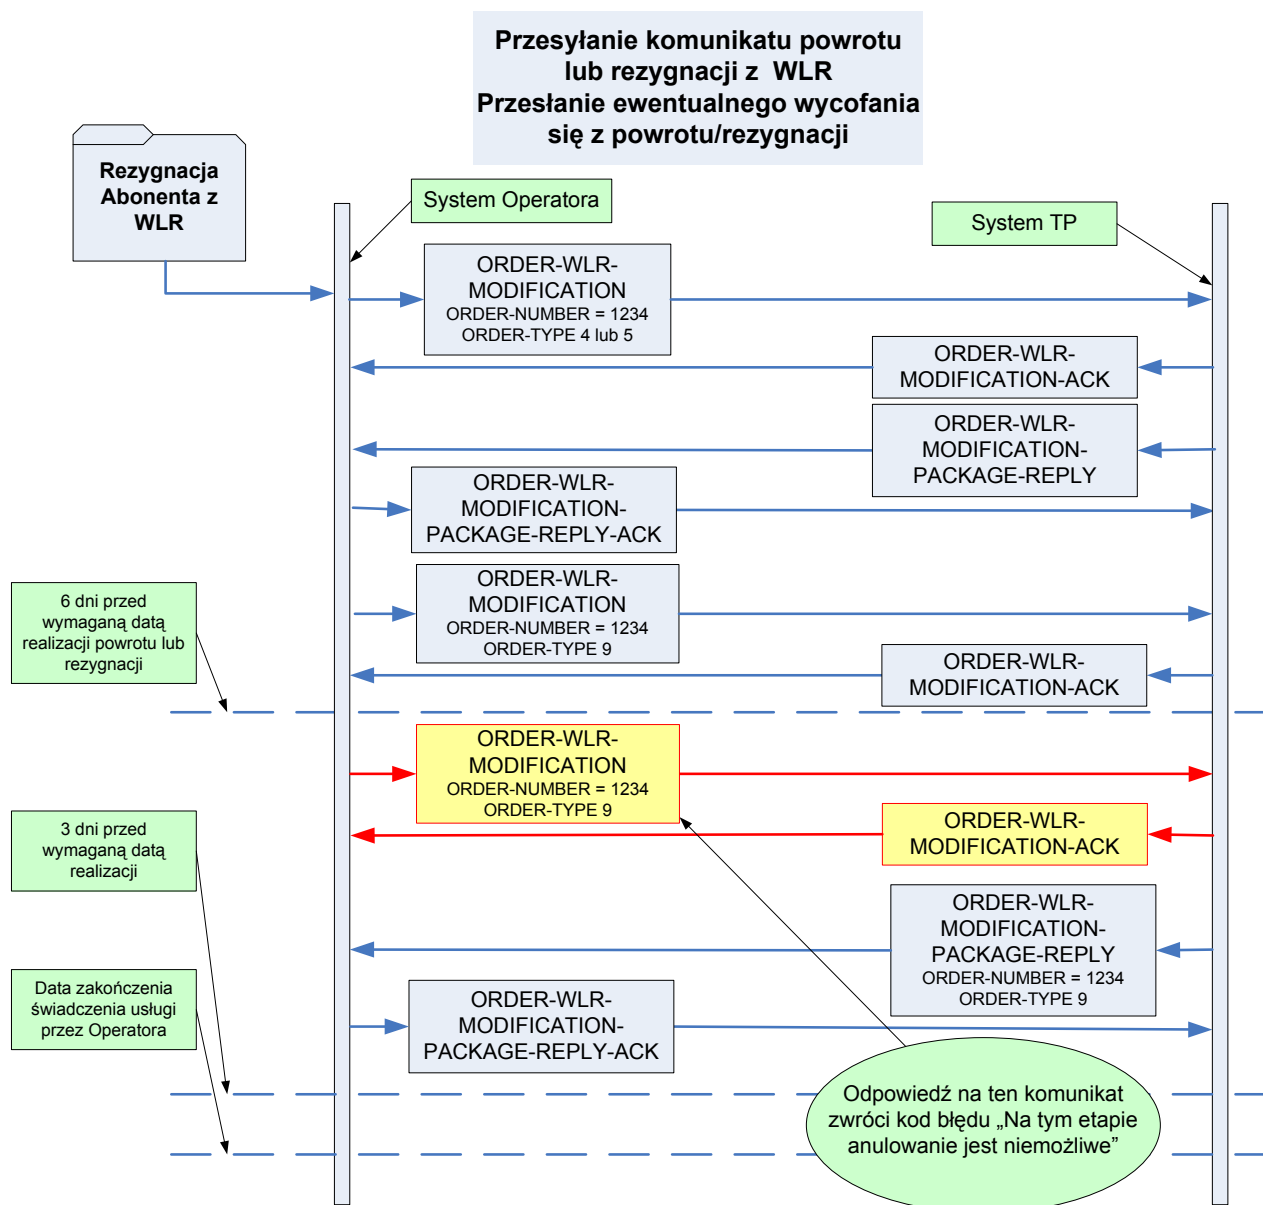 Przesyłanie komunikatu powrotu
lub rezygnacji z WLR
Przesłanie ewentualnego wycofania
się z powrotu/rezygnacji
Rezygnacja
Abonenta z
WLR
System Operatora
System TP
ORDER-WLR-
MODIFICATION
ORDER-NUMBER = 1234
ORDER-TYPE 4 lub 5
ORDER-WLR-
MODIFICATION-ACK
ORDER-WLR-
MODIFICATION-
PACKAGE-REPLY
ORDER-WLR-
MODIFICATION-
PACKAGE-REPLY-ACK
ORDER-WLR-
MODIFICATION
ORDER-NUMBER = 1234
ORDER-TYPE 9
6 dni przed
wymaganą datą
realizacji powrotu lub
rezygnacji
ORDER-WLR-
MODIFICATION-ACK
ORDER-WLR-
MODIFICATION
ORDER-NUMBER = 1234
ORDER-TYPE 9
3 dni przed
wymaganą datą
realizacji
ORDER-WLR-
MODIFICATION-ACK
ORDER-WLR-
MODIFICATION-
PACKAGE-REPLY
ORDER-NUMBER = 1234
ORDER-TYPE 9
Data zakończenia
świadczenia usługi
przez Operatora
ORDER-WLR-
MODIFICATION-
PACKAGE-REPLY-ACK
Odpowiedź na ten komunikat
zwróci kod błędu „Na tym etapie
anulowanie jest niemożliwe”